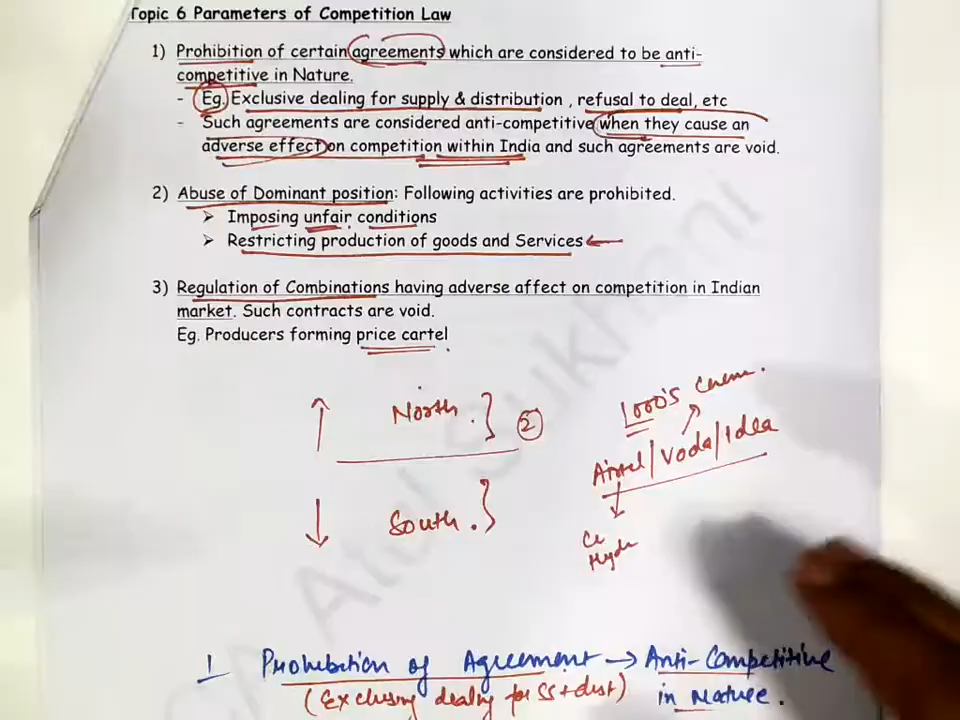 Topic 6 Parameters of Competition Law
1) Prohibition of certain agreements which are considered to be anti-
competitive in Nature.
- Eg. Exclusive dealing for supply & distribution , refusal to deal, etc
- Such agreements are considered anti-competitive when they cause an
adverse effect on competition within India and such agreements are void.
2) Abuse of Dominant position: Following activities are prohibited.
➢ Imposing unfair conditions
➢ Restricting production of goods and Services
3) Regulation of Combinations having adverse affect on competition in Indian
market. Such contracts are void.
Eg. Producers forming price cartel
North. 2
South.
1000's
Airtel/Voda/Idea
Hyde
1 Prohibition of Agreement → Anti-Competitive
(Exclusing dealing for SS + dist) in Nature.
CA Atul Sukhani